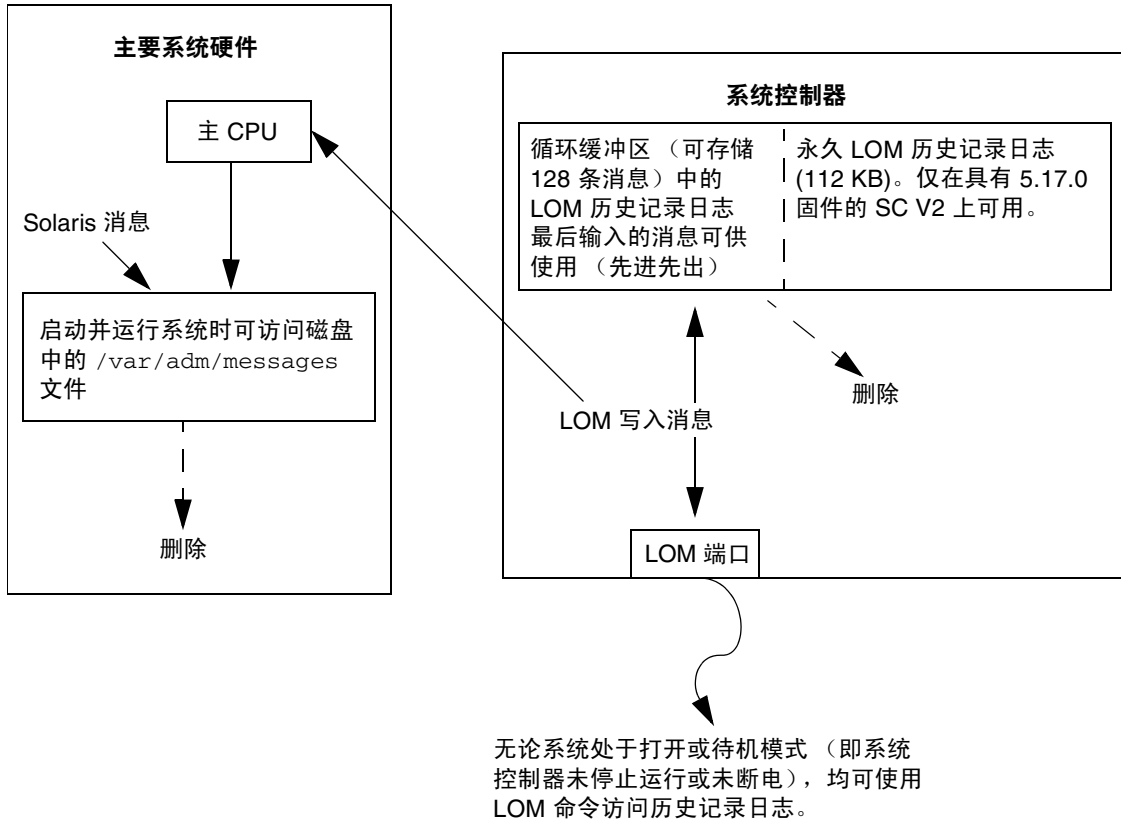 主要系统硬件
主 CPU
Solaris 消息
启动并运行系统时可访问磁盘
中的 /var/adm/messages
文件
删除
系统控制器
循环缓冲区 （可存储
128 条消息）中的
LOM 历史记录日志
最后输入的消息可供
使用 （先进先出）
永久 LOM 历史记录日志
(112 KB)。仅在具有 5.17.0
固件的 SC V2 上可用。
删除
LOM 写入消息
LOM 端口
无论系统处于打开或待机模式 （即系统
控制器未停止运行或未断电），均可使用
LOM 命令访问历史记录日志。